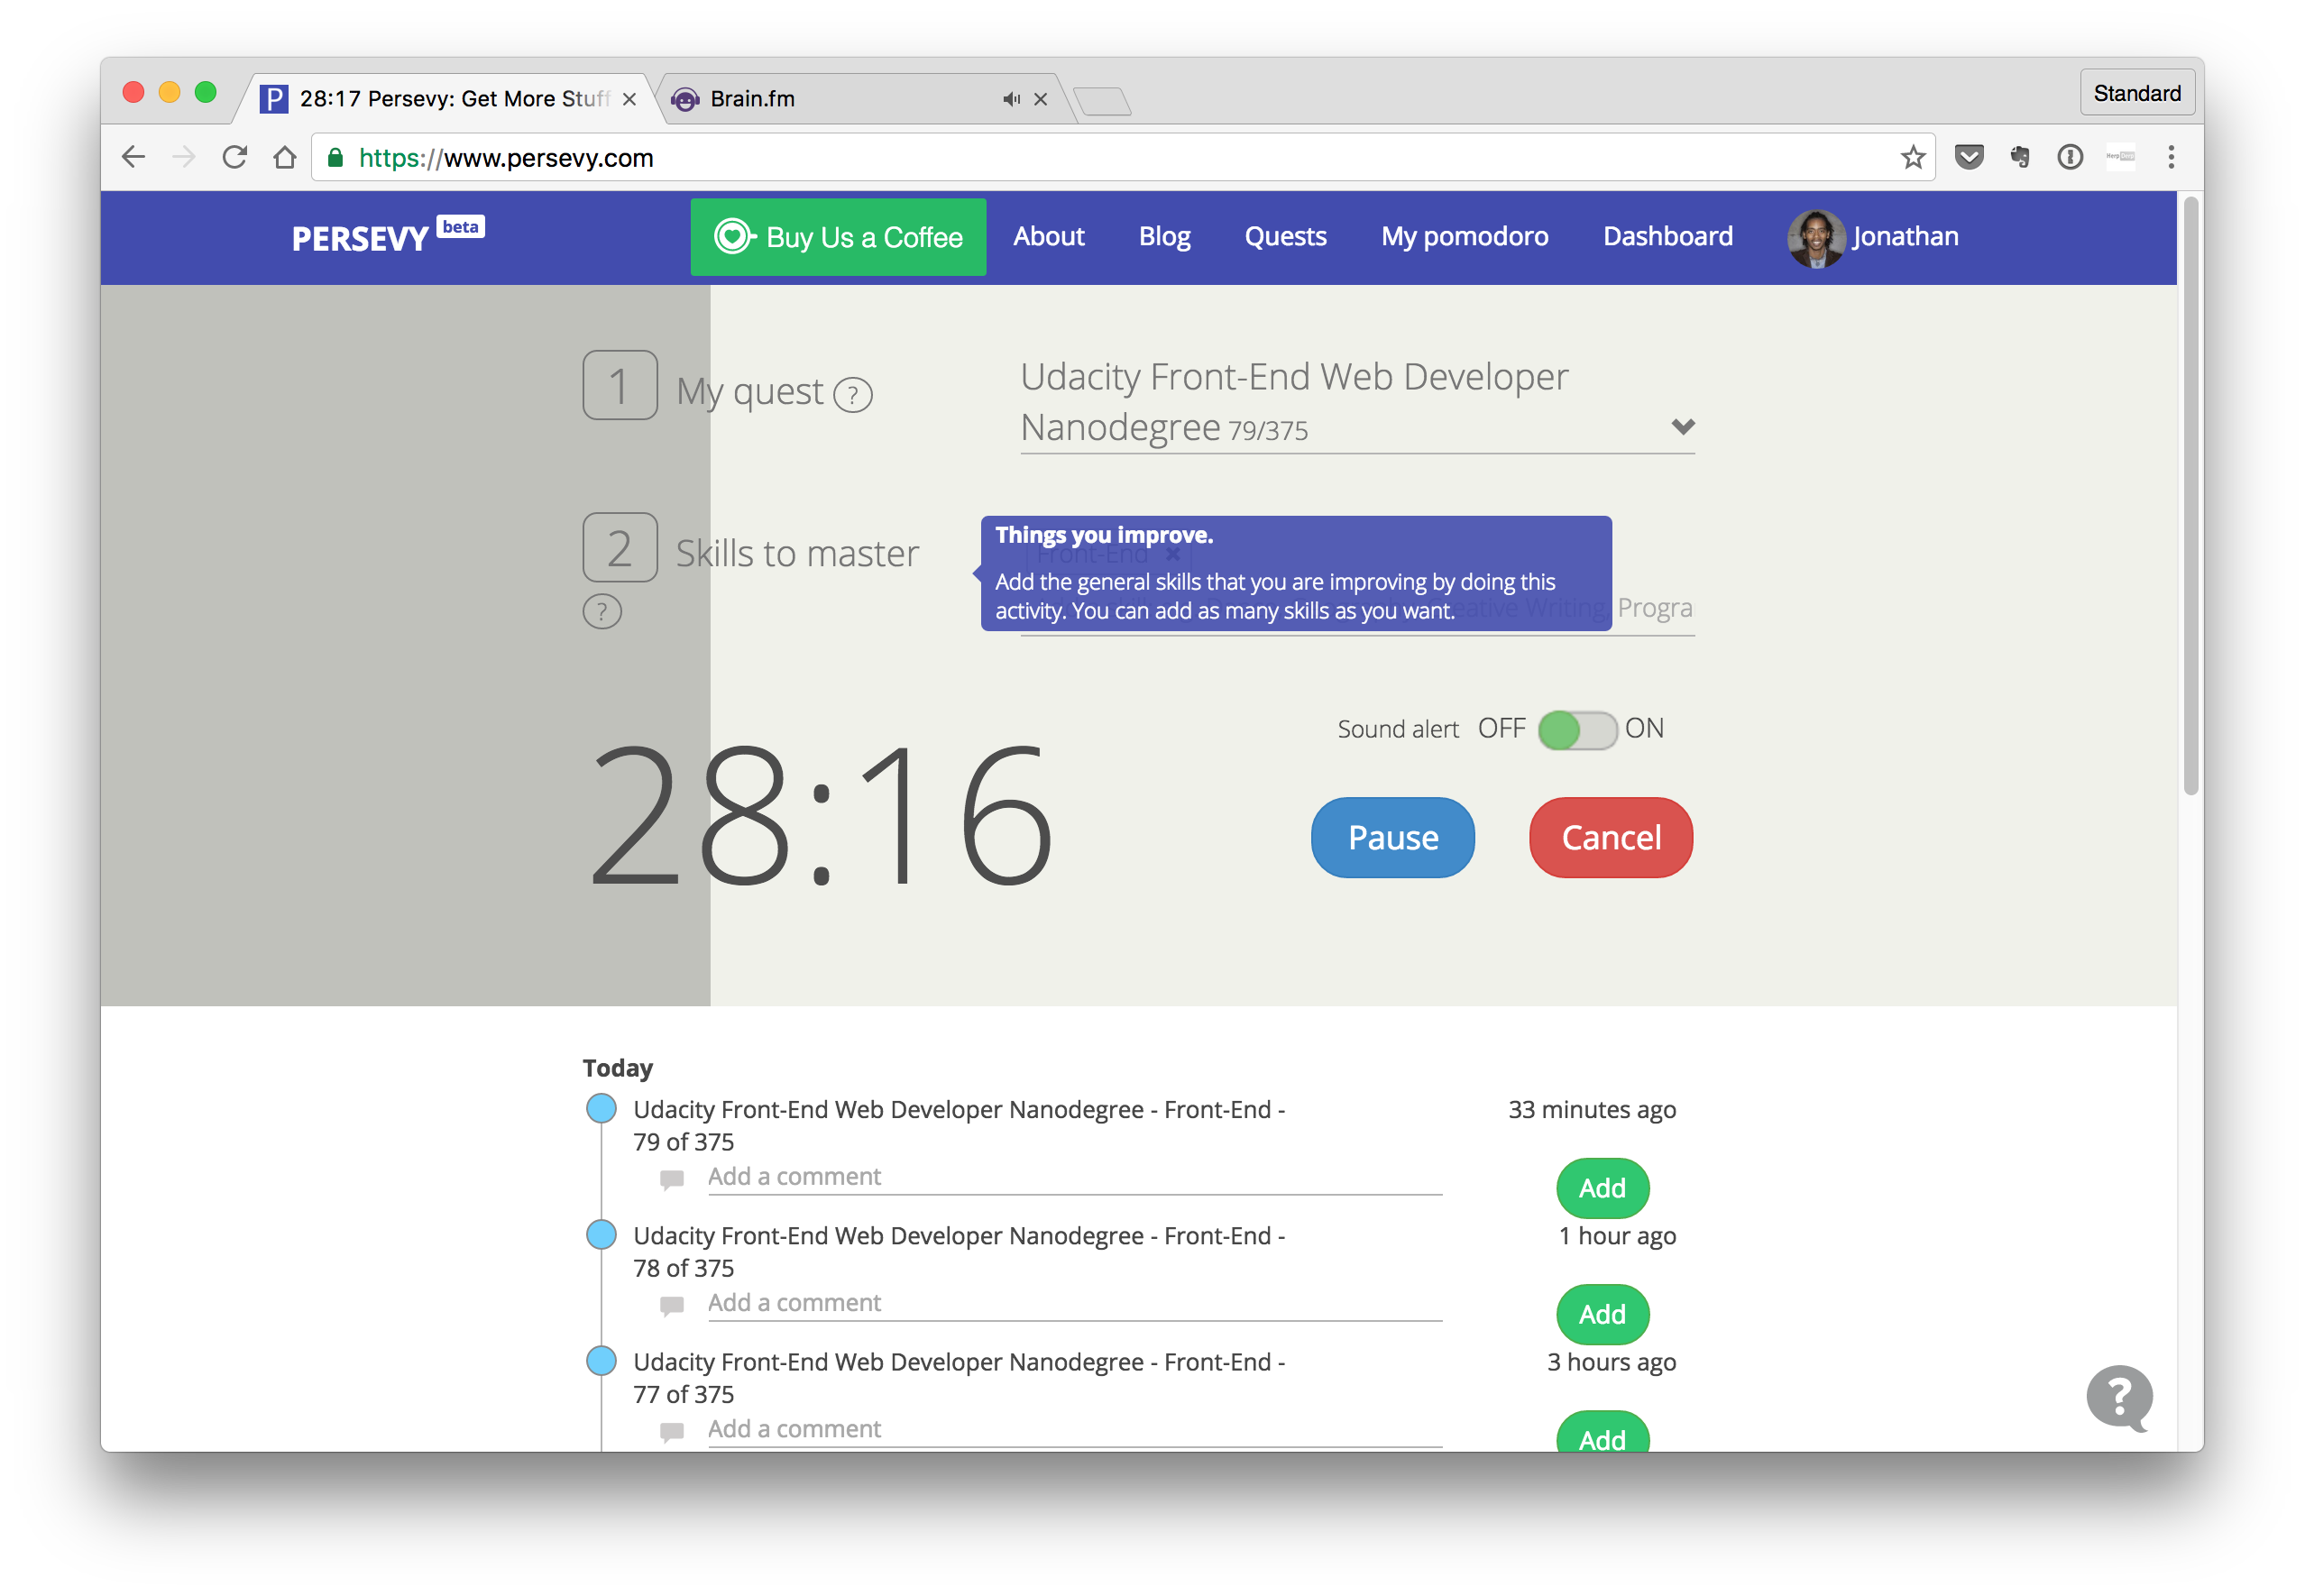 28:17 Persevy: Get More Stuff
Brain.fm
Standard
https://www.persevy.com
PERSEVY beta
Buy Us a Coffee
About
Blog
Quests
My pomodoro
Dashboard
Jonathan
1 My quest ?
Udacity Front-End Web Developer
Nanodegree 79/375
2 Skills to master
?
Things you improve.
Front-End ×
Add the general skills that you are improving by doing this
activity. You can add as many skills as you want.
Creative Writing, Progra
Sound alert OFF ON
28:16
Pause
Cancel
Today
Udacity Front-End Web Developer Nanodegree - Front-End -
79 of 375
33 minutes ago
Add a comment
Add
Udacity Front-End Web Developer Nanodegree - Front-End -
78 of 375
1 hour ago
Add a comment
Add
Udacity Front-End Web Developer Nanodegree - Front-End -
77 of 375
3 hours ago
Add a comment
Add
?